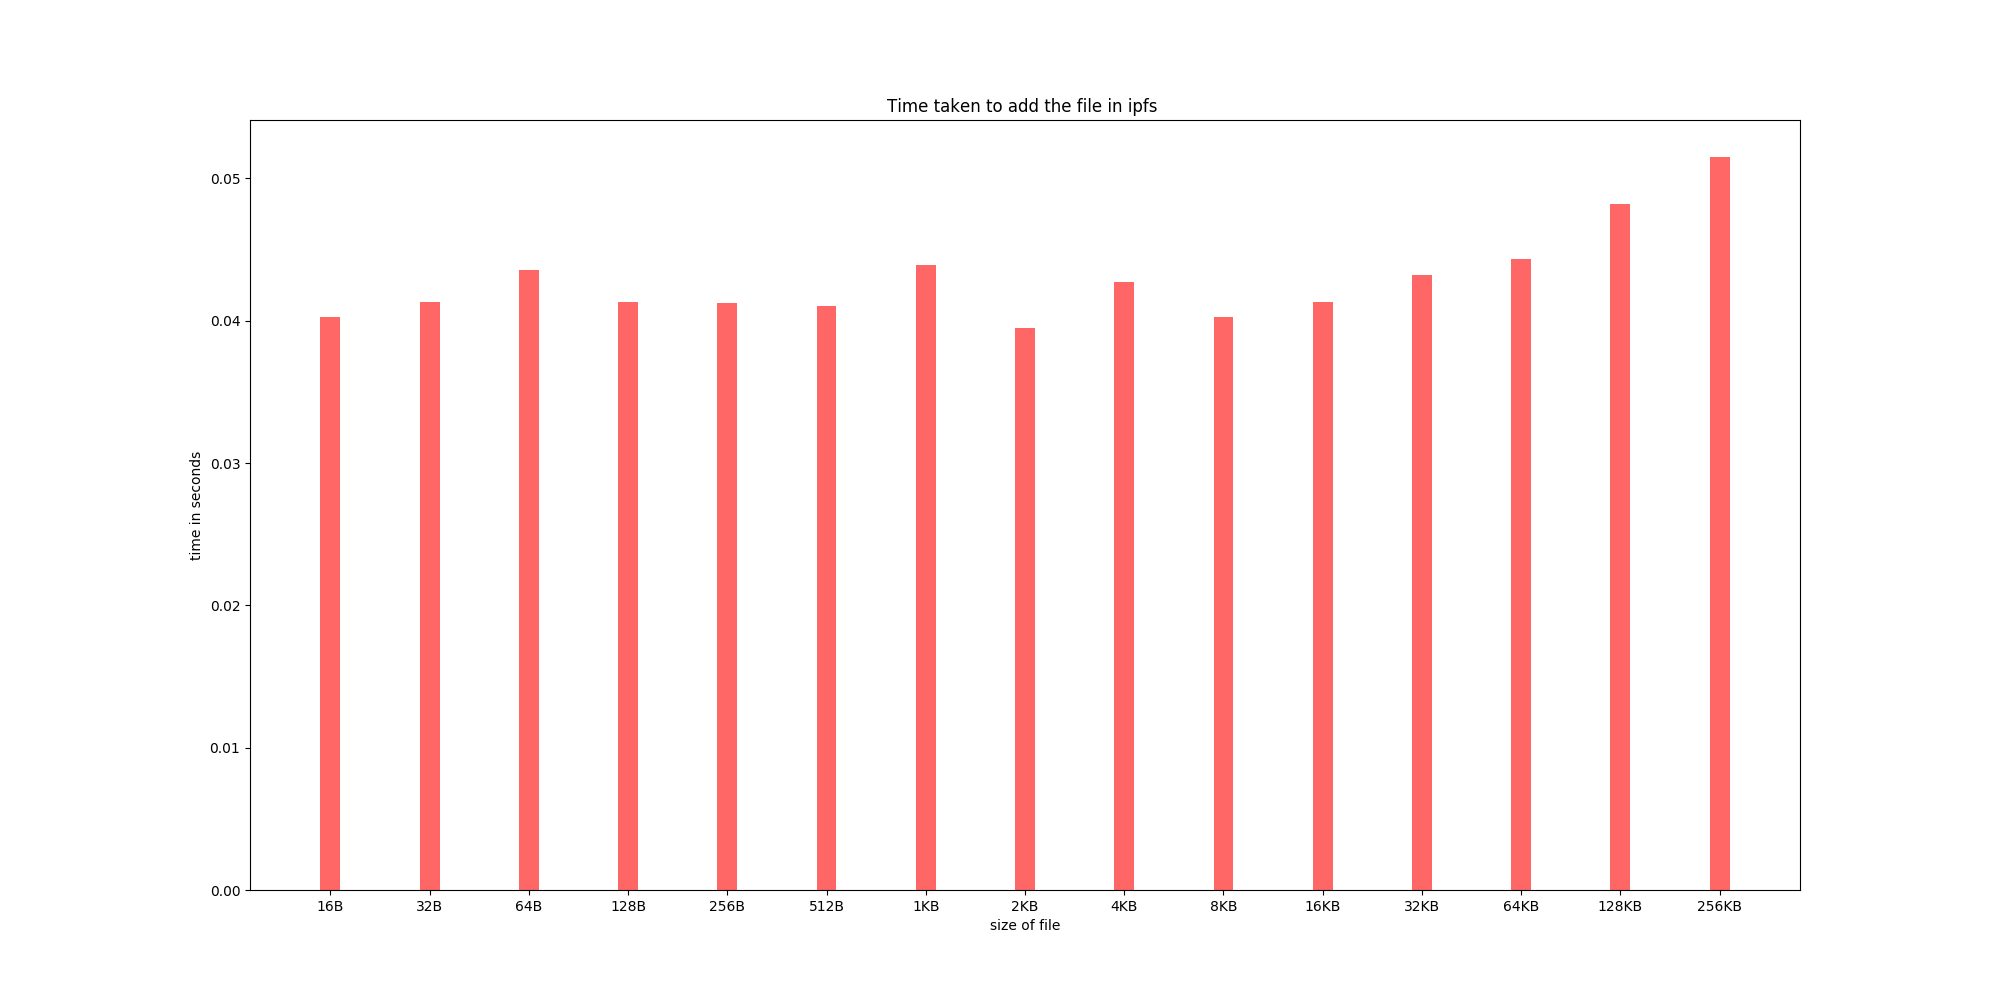 Time taken to add the file in ipfs
time in seconds
0.05
0.04
0.03
0.02
0.01
0.00
16B 32B 64B 128B 256B 512B 1KB 2KB 4KB 8KB 16KB 32KB 64KB 128KB 256KB
size of file